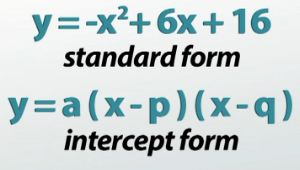 y = -x²+ 6x + 16
standard form
y = a ( x - p ) ( x - q )
intercept form